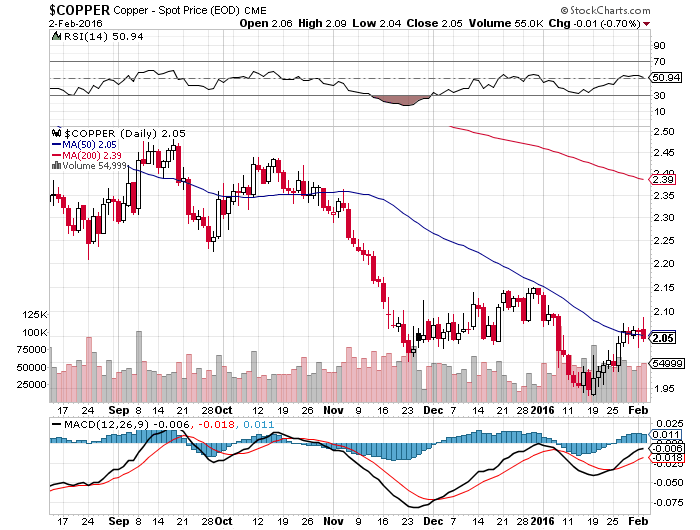 $COPPER Copper - Spot Price (EOD) CME © StockCharts.com
2-Feb-2016 Open 2.06 High 2.09 Low 2.04 Close 2.05 Volume 55.0K Chg -0.01 (-0.70%)
RSI(14) 50.94
90
70
50.94
30
10
$COPPER (Daily) 2.05
MA(50) 2.05
MA(200) 2.39
Volume 54,999
2.50
2.45
2.39
2.35
2.30
2.25
2.20
2.15
2.10
2.05
54999
1.95
125K
100K
75000
50000
25000
17 24 Sep 8 14 21 28 Oct 12 19 26 Nov 9 16 23 Dec 7 14 21 28 2016 11 19 25 Feb
MACD(12,26,9) -0.006, -0.018, 0.011
0.025
0.011
-0.006
-0.018
-0.025
-0.050
-0.075
17 24 Sep 8 14 21 28 Oct 12 19 26 Nov 9 16 23 Dec 7 14 21 28 2016 11 19 25 Feb